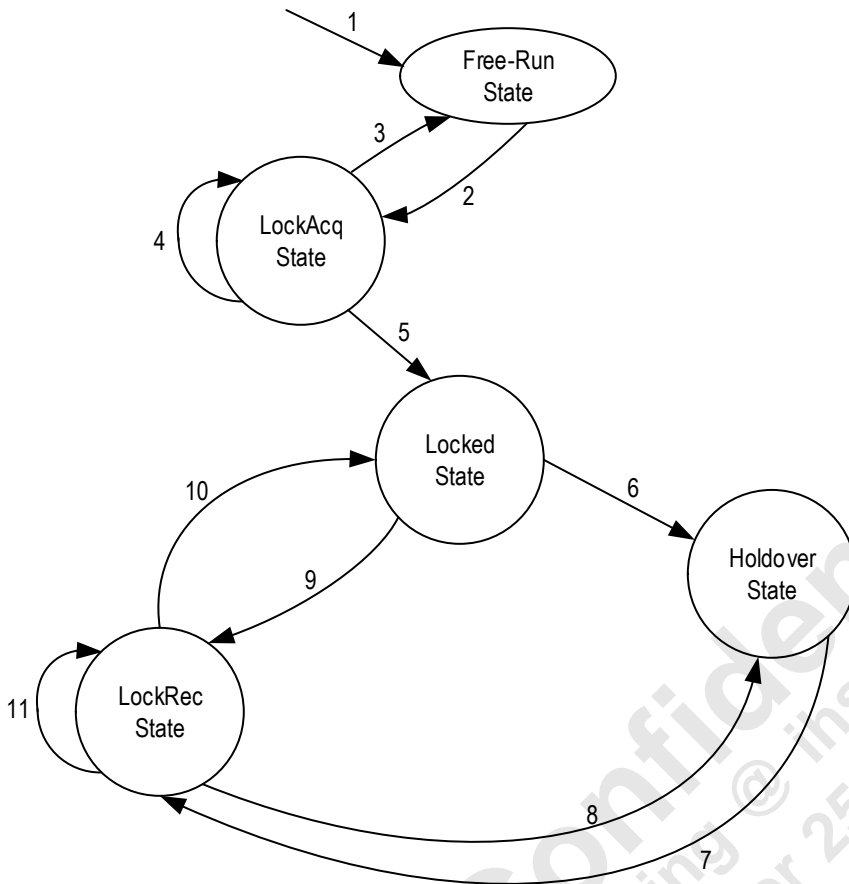 1
Free-Run
State
3
2
LockAcq
State
4
5
Locked
State
10
6
Holdover
State
9
LockRec
State
11
8
7